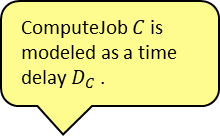 ComputeJob C is
modeled as a time
delay D_C .